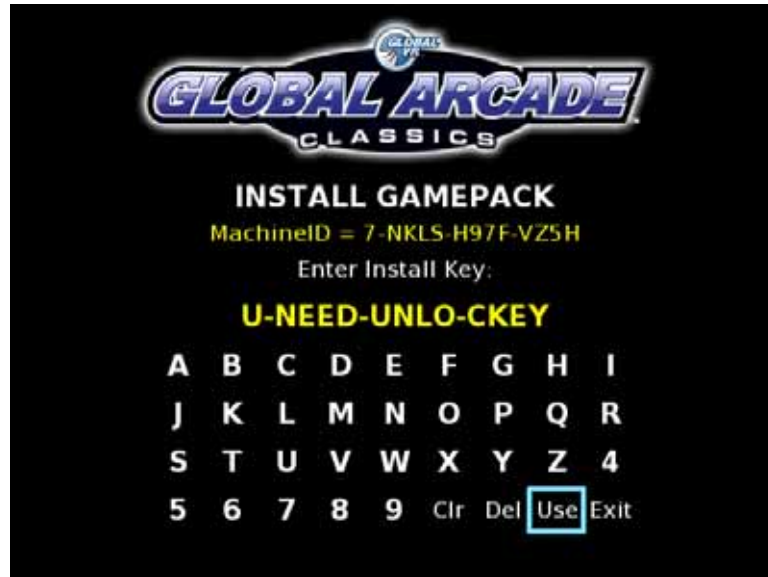 GLOBAL
VR
GLOBAL ARCADE
CLASSICS
INSTALL GAMEPACK
MachineID = 7-NKLS-H97F-VZ5H
Enter Install Key:
U-NEED-UNLO-CKEY
A B C D E F G H I
J K L M N O P Q R
S T U V W X Y Z 4
5 6 7 8 9 Clr Del Use Exit